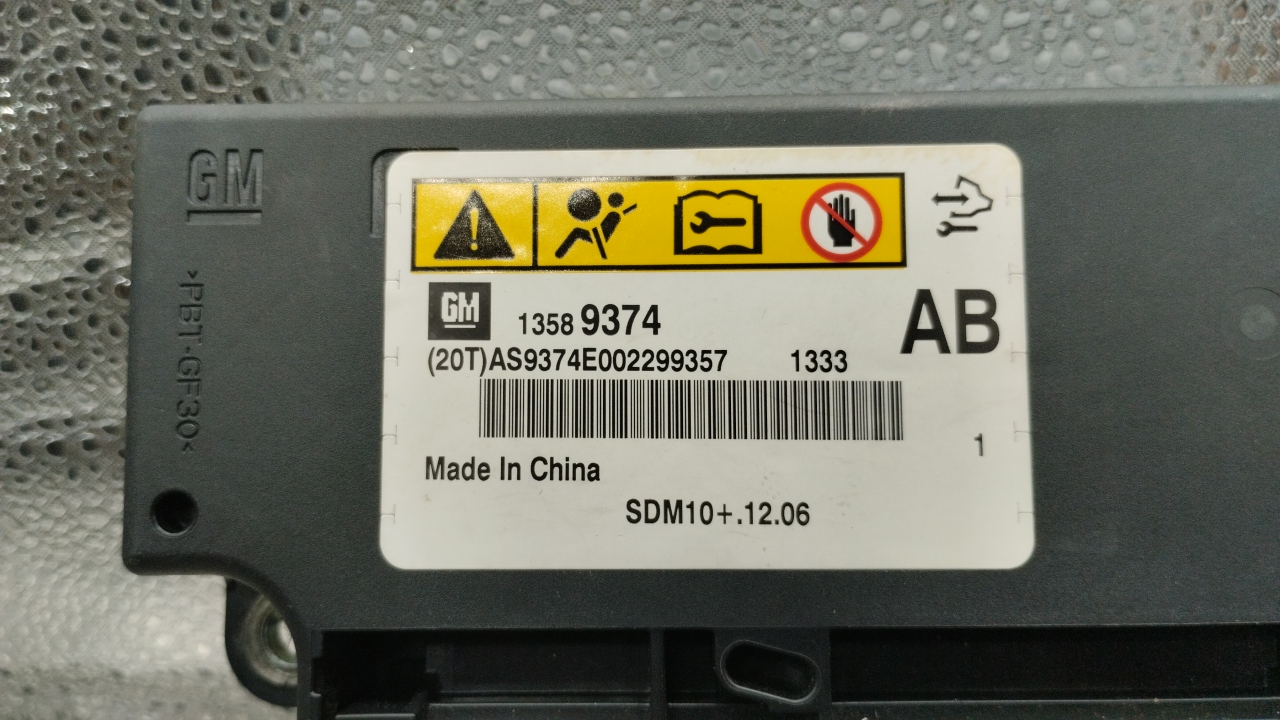 GM
>PBT-GF30<
GM 1358 9374 AB
(20T)AS9374E002299357 1333
1
Made In China
SDM10+.12.06